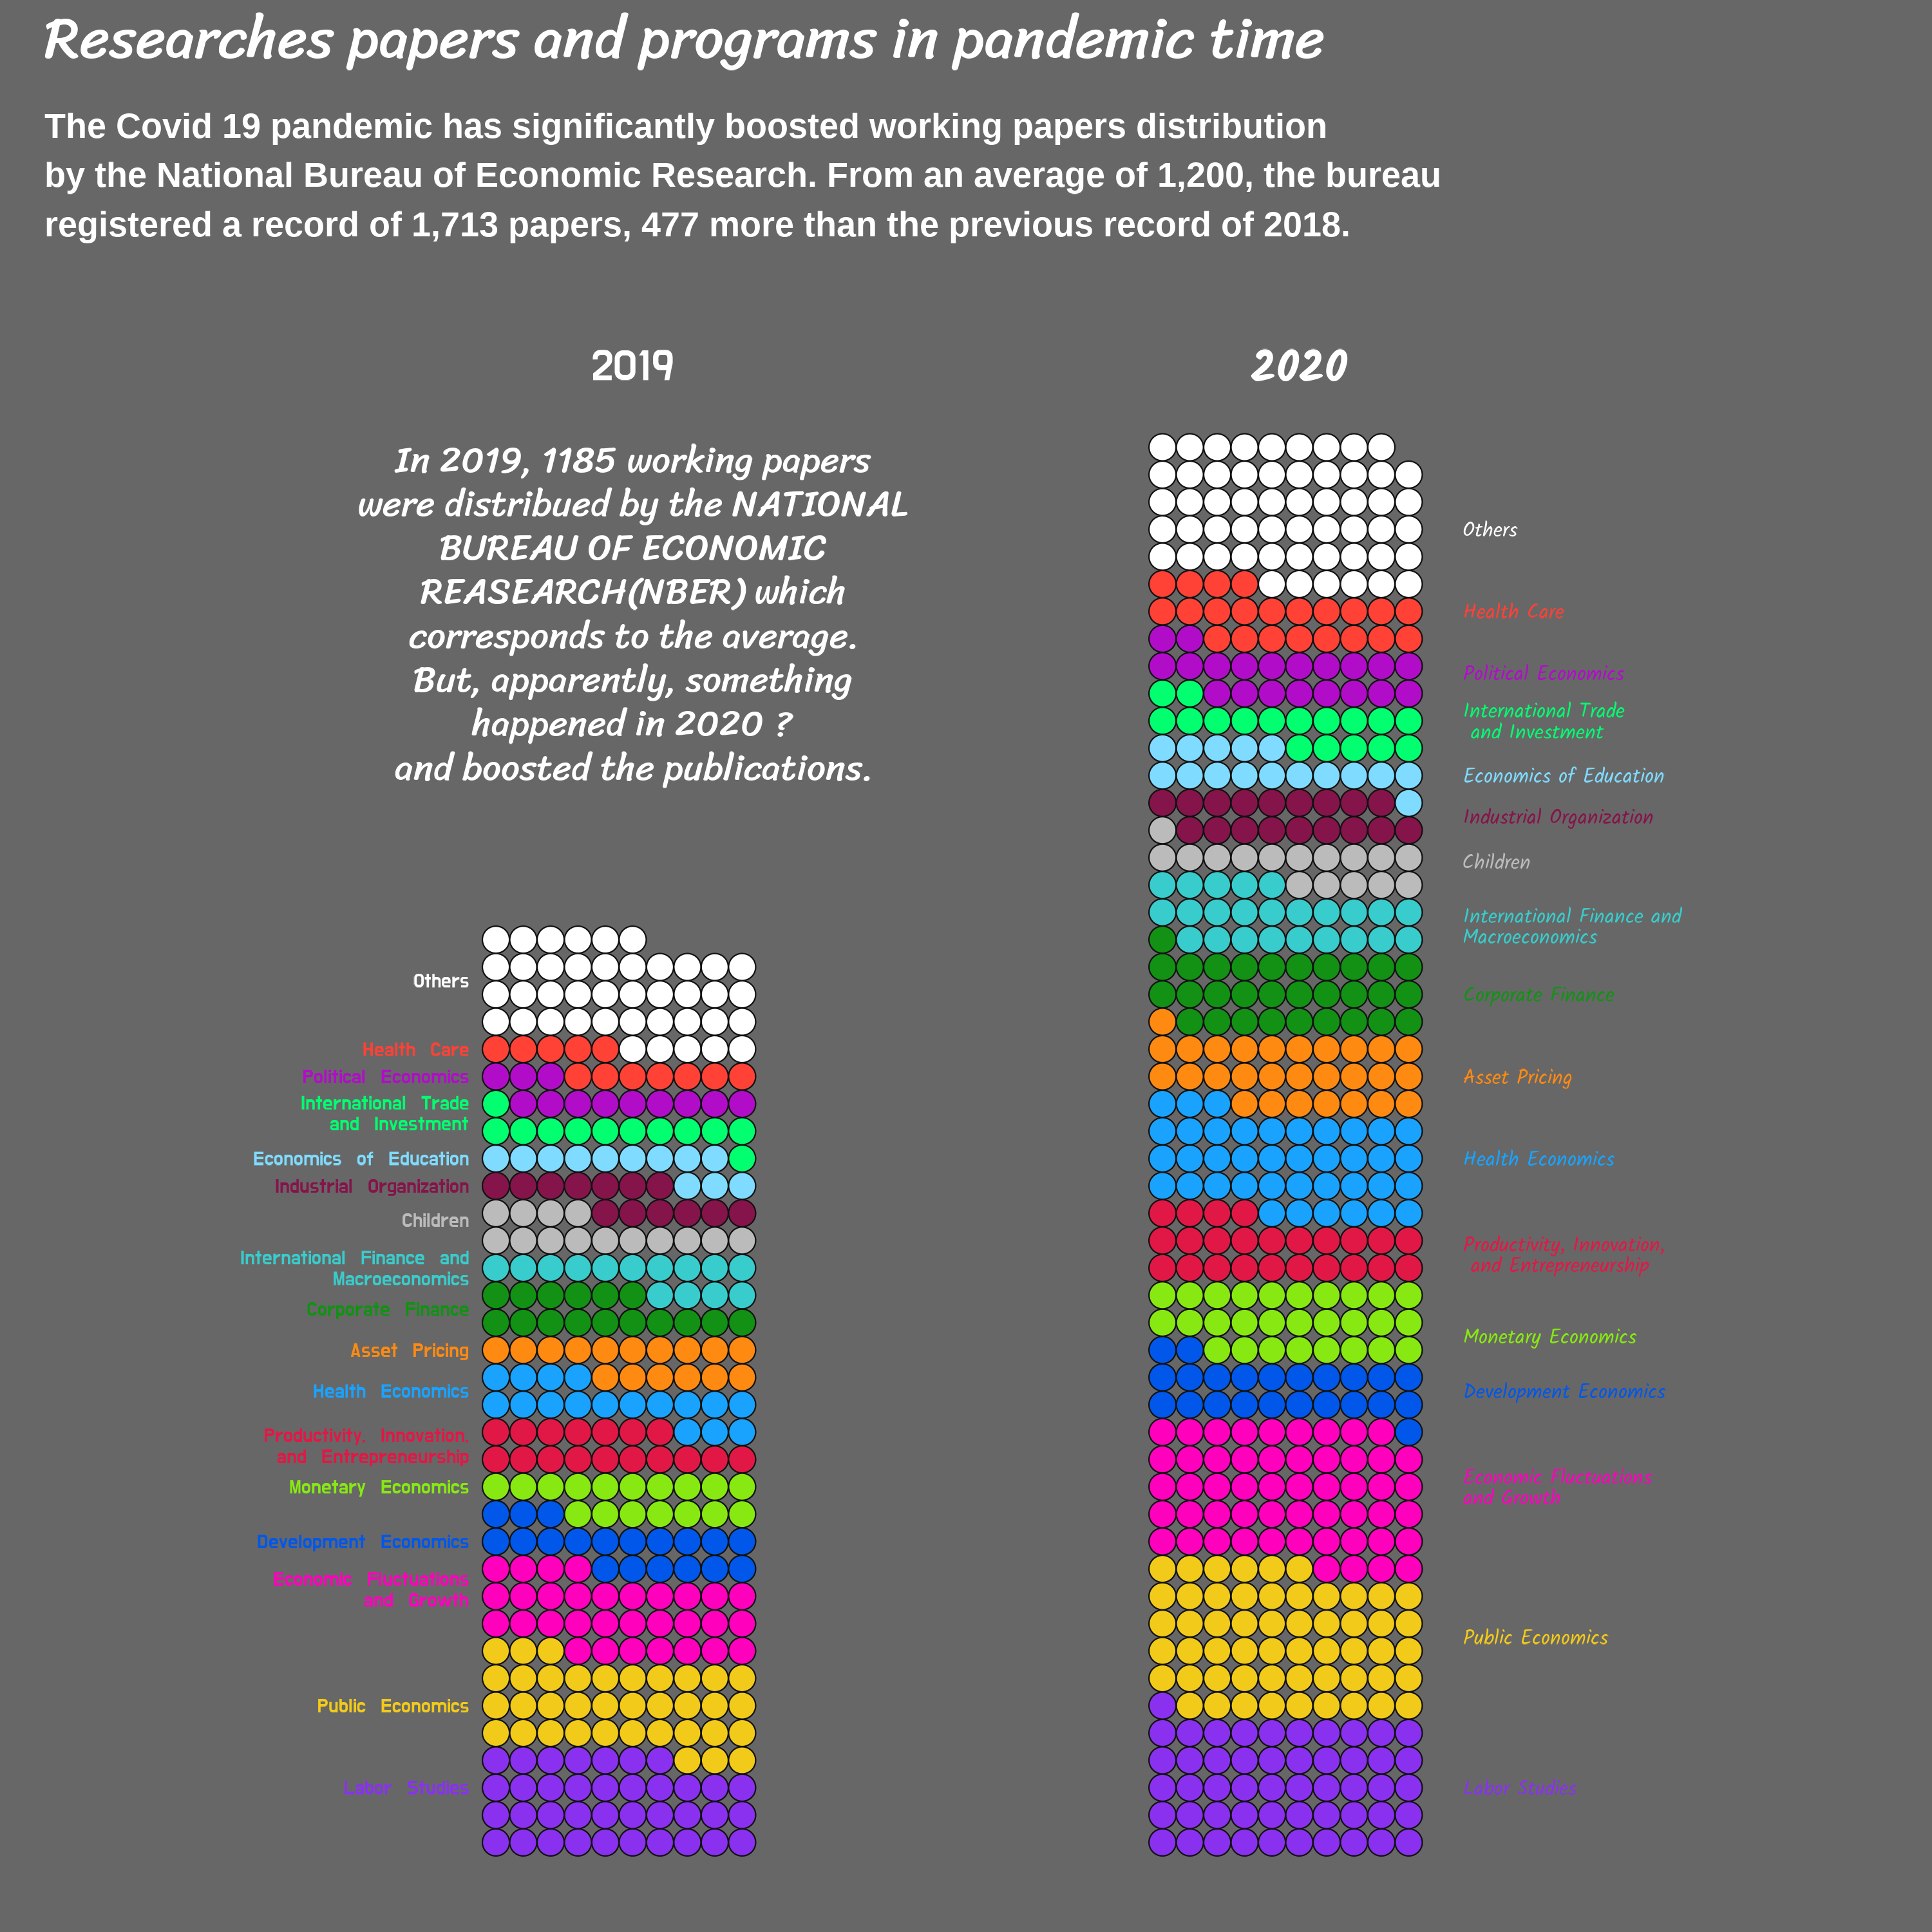 Researches papers and programs in pandemic time
The Covid 19 pandemic has significantly boosted working papers distribution
by the National Bureau of Economic Research. From an average of 1,200, the bureau
registered a record of 1,713 papers, 477 more than the previous record of 2018.
2019
In 2019, 1185 working papers
were distribued by the NATIONAL
BUREAU OF ECONOMIC
REASEARCH(NBER) which
corresponds to the average.
But, apparently, something
happened in 2020 ?
and boosted the publications.
Others
Health Care
Political Economics
International Trade
and Investment
Economics of Education
Industrial Organization
Children
International Finance and
Macroeconomics
Corporate Finance
Asset Pricing
Health Economics
Productivity, Innovation,
and Entrepreneurship
Monetary Economics
Development Economics
Economic Fluctuations
and Growth
Public Economics
Labor Studies
2020
Others
Health Care
Political Economics
International Trade
and Investment
Economics of Education
Industrial Organization
Children
International Finance and
Macroeconomics
Corporate Finance
Asset Pricing
Health Economics
Productivity, Innovation,
and Entrepreneurship
Monetary Economics
Development Economics
Economic Fluctuations
and Growth
Public Economics
Labor Studies